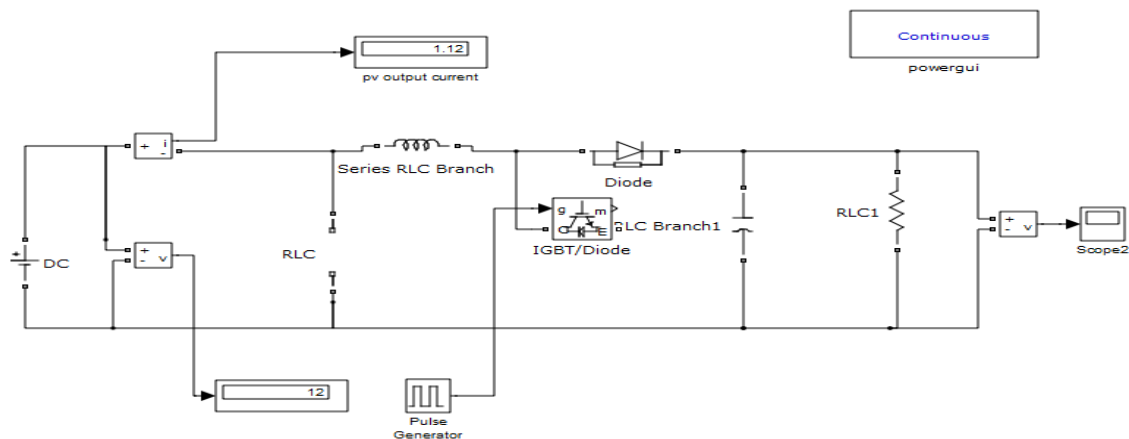 1.12
pv output current
Continuous
powergui
+
i
-
Series RLC Branch
Diode
RLC1
g
m
C
E
LC Branch1
IGBT/Diode
+
v
-
Scope2
+
-
v
+
DC
RLC
12
Pulse
Generator